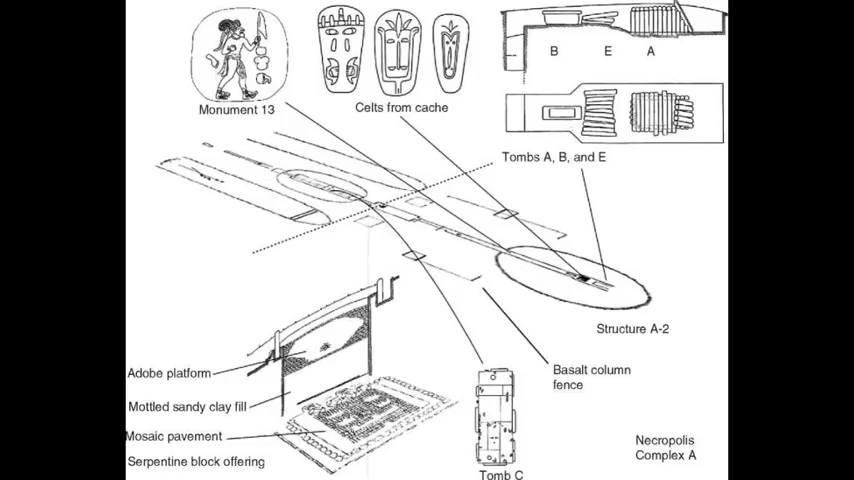 B E A
Monument 13
Celts from cache
Tombs A, B, and E
Structure A-2
Adobe platform
Basalt column
fence
Mottled sandy clay fill
Mosaic pavement
Necropolis
Complex A
Serpentine block offering
Tomb C